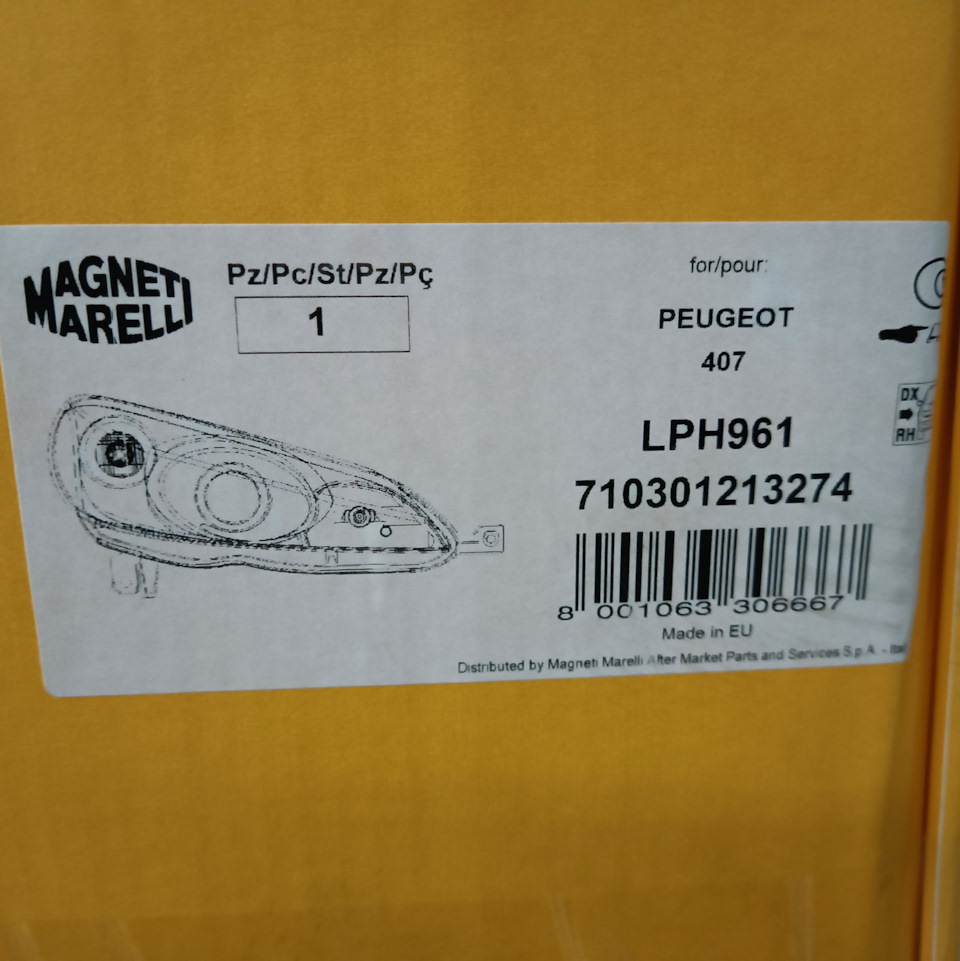 MAGNETI
MARELLI
Pz/Pc/St/Pz/Pç
1
for/pour:
PEUGEOT
407
LPH961
710301213274
DX
RH
8 001063 306667
Made in EU
Distributed by Magneti Marelli After Market Parts and Services S.p.A. -